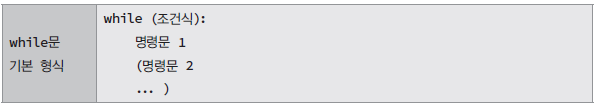 while문
기본 형식
while (조건식):
명령문 1
(명령문 2
... )